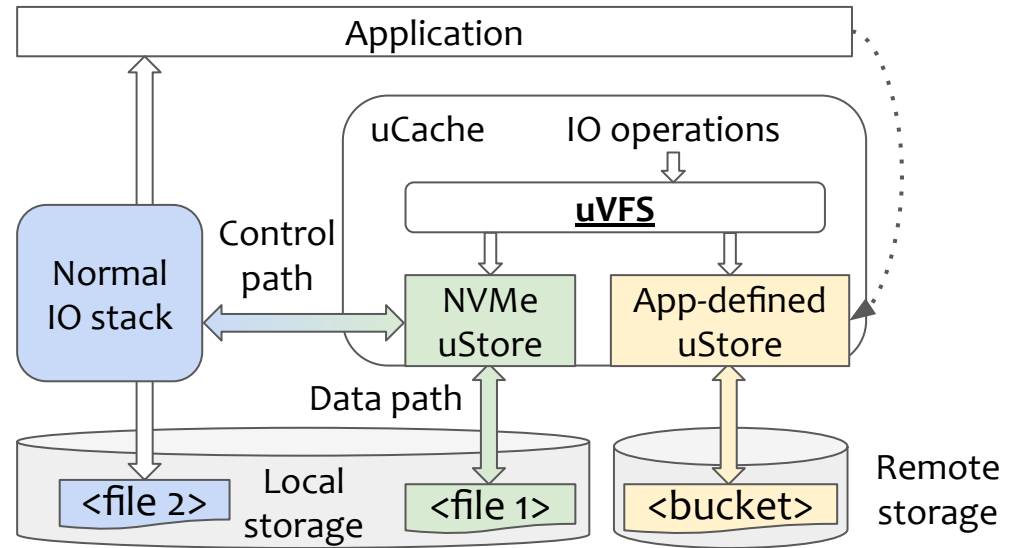 Application
uCache
IO operations
uVFS
Control
path
Normal
IO stack
NVMe
uStore
App-defined
uStore
Data path
<file 2>
Local
storage
<file 1>
<bucket>
Remote
storage